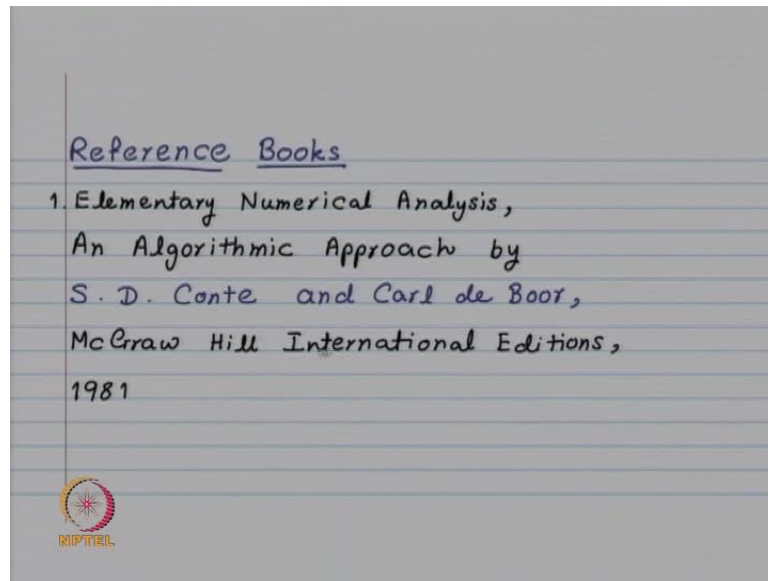 Reference Books
1. Elementary Numerical Analysis,
An Algorithmic Approach by
S. D. Conte and Carl de Boor,
McGraw Hill International Editions,
1981
NPTEL